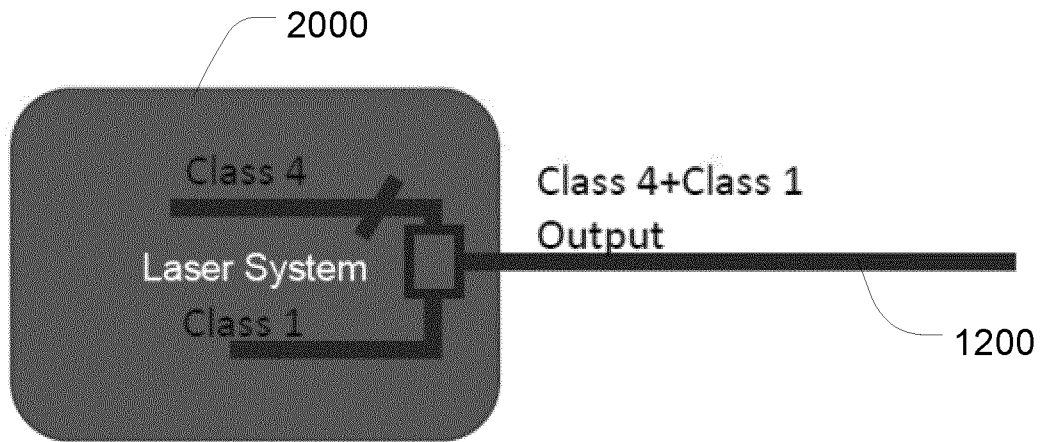 2000
Class 4
Class 4+Class 1
Output
Laser System
Class 1
1200